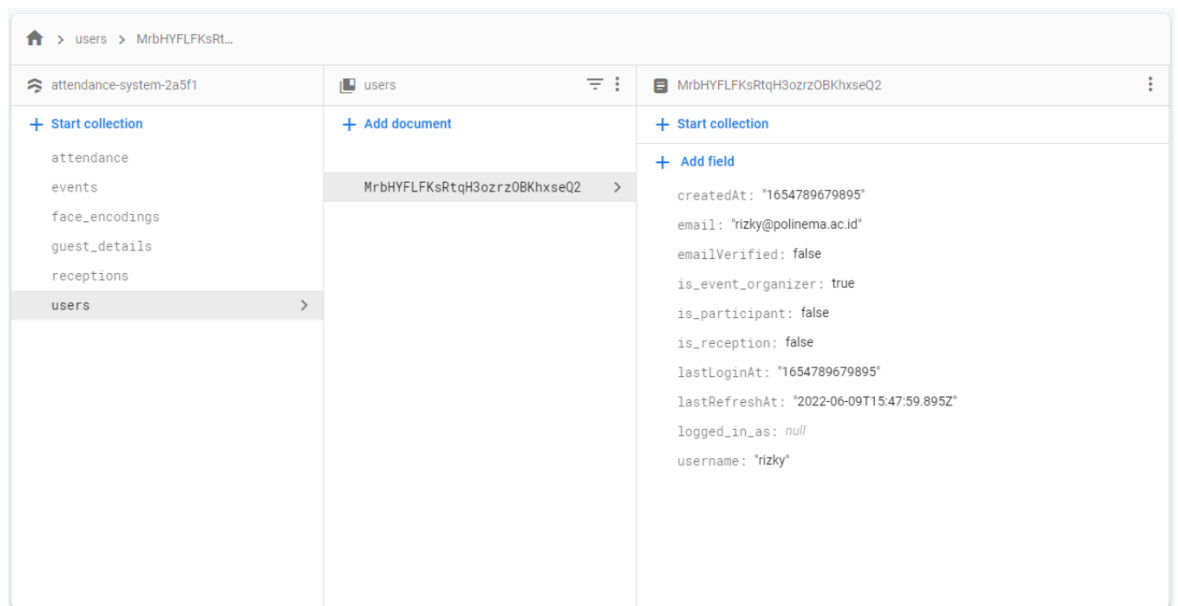 users MrbHYFLFKsRt…
attendance-system-2a5f1
Start collection
attendance
events
face_encodings
guest_details
receptions
users
users
Add document
MrbHYFLFKsRtqH3ozrzOBKhxseQ2
MrbHYFLFKsRtqH3ozrzOBKhxseQ2
Start collection
Add field
createdAt: "1654789679895"
email: "rizky@polinema.ac.id"
emailVerified: false
is_event_organizer: true
is_participant: false
is_reception: false
lastLoginAt: "1654789679895"
lastRefreshAt: "2022-06-09T15:47:59.895Z"
logged_in_as: null
username: "rizky"